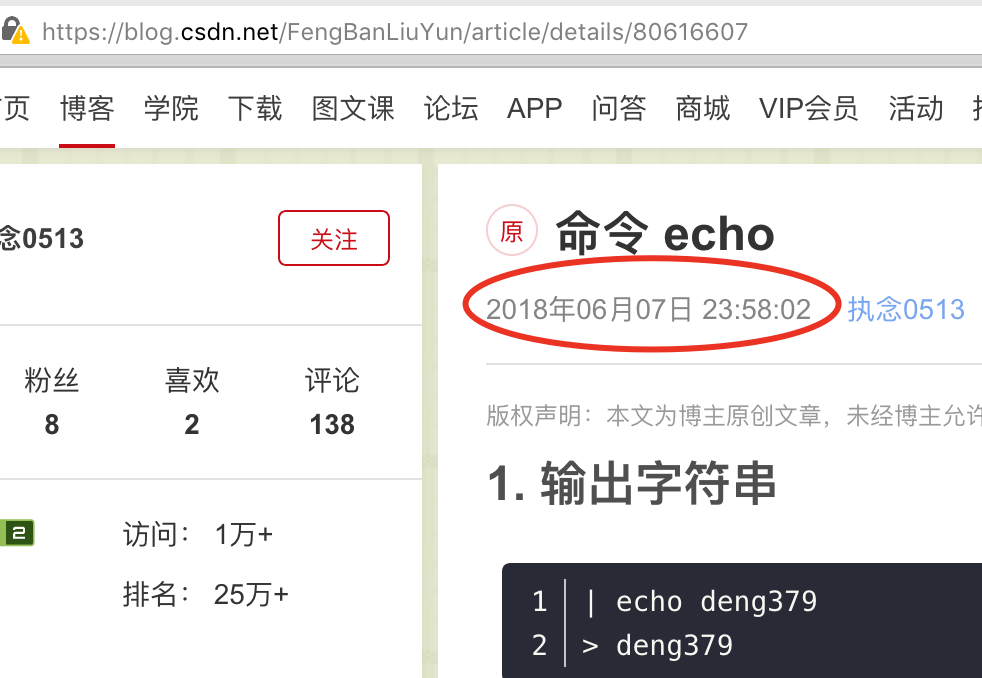 https://blog.csdn.net/FengBanLiuYun/article/details/80616607
页 博客 学院 下载 图文课 论坛 APP 问答 商城 VIP会员 活动
念0513
关注
粉丝 喜欢 评论
8 2 138
2
访问: 1万+
排名: 25万+
原 命令 echo
2018年06月07日 23:58:02 执念0513
版权声明：本文为博主原创文章，未经博主允许
1. 输出字符串
1 | echo deng379
2 > deng379